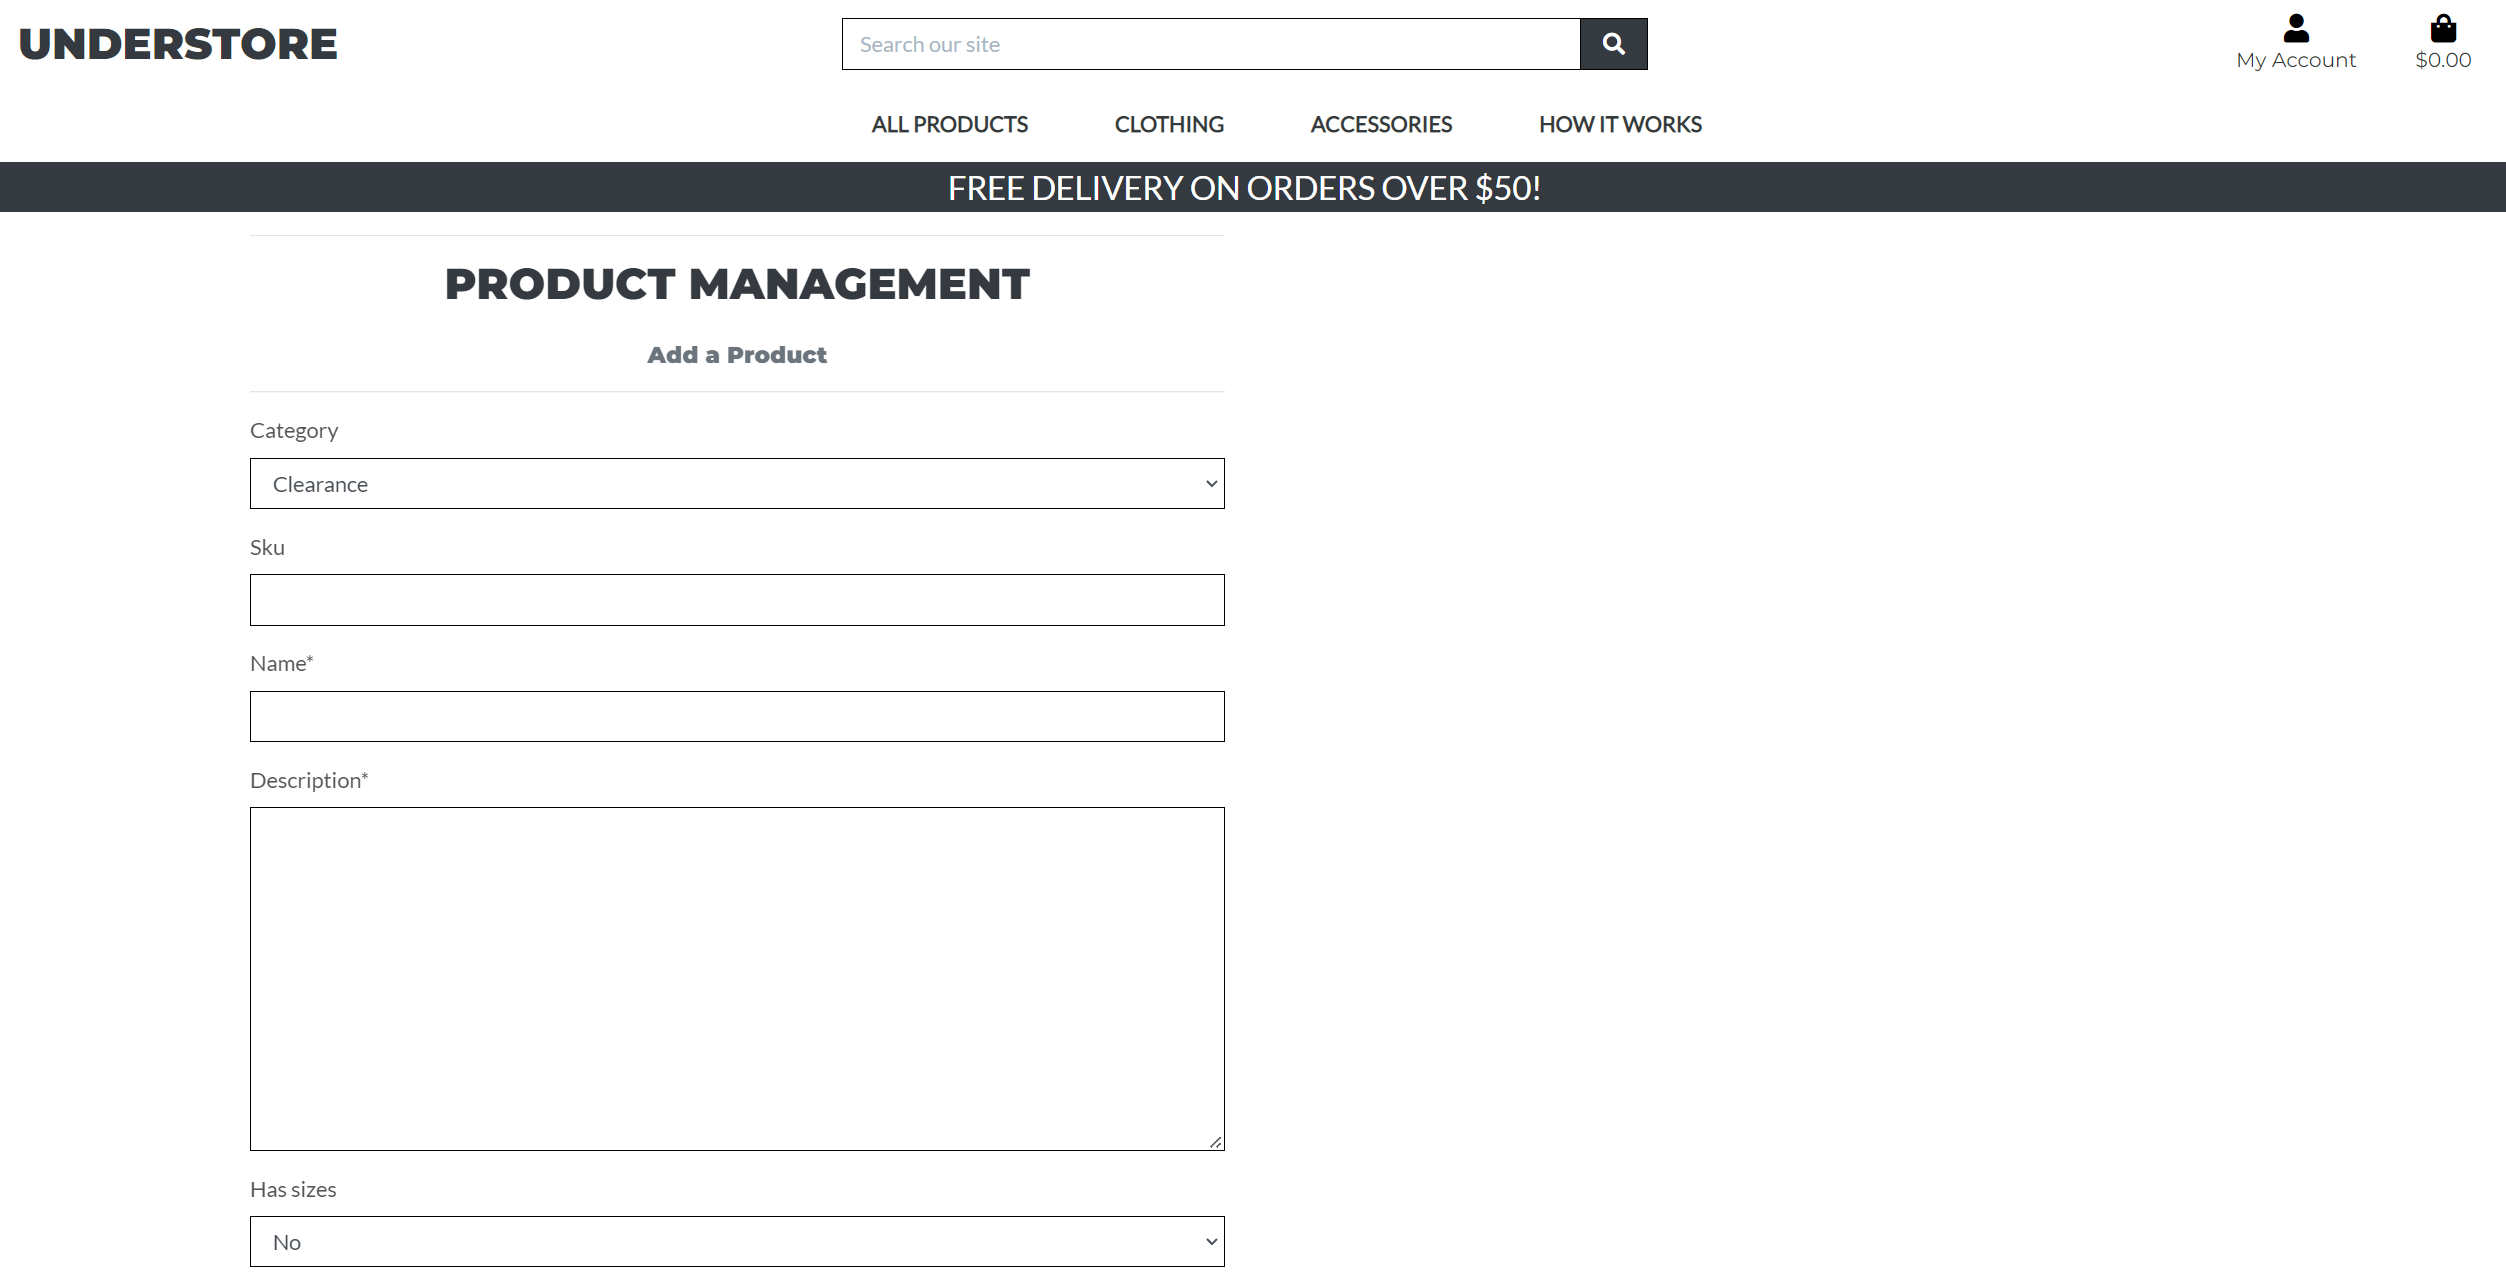 UNDERSTORE
Search our site
My Account
$0.00
ALL PRODUCTS CLOTHING ACCESSORIES HOW IT WORKS
FREE DELIVERY ON ORDERS OVER $50!
PRODUCT MANAGEMENT
Add a Product
Category
Clearance
Sku
Name*
Description*
Has sizes
No